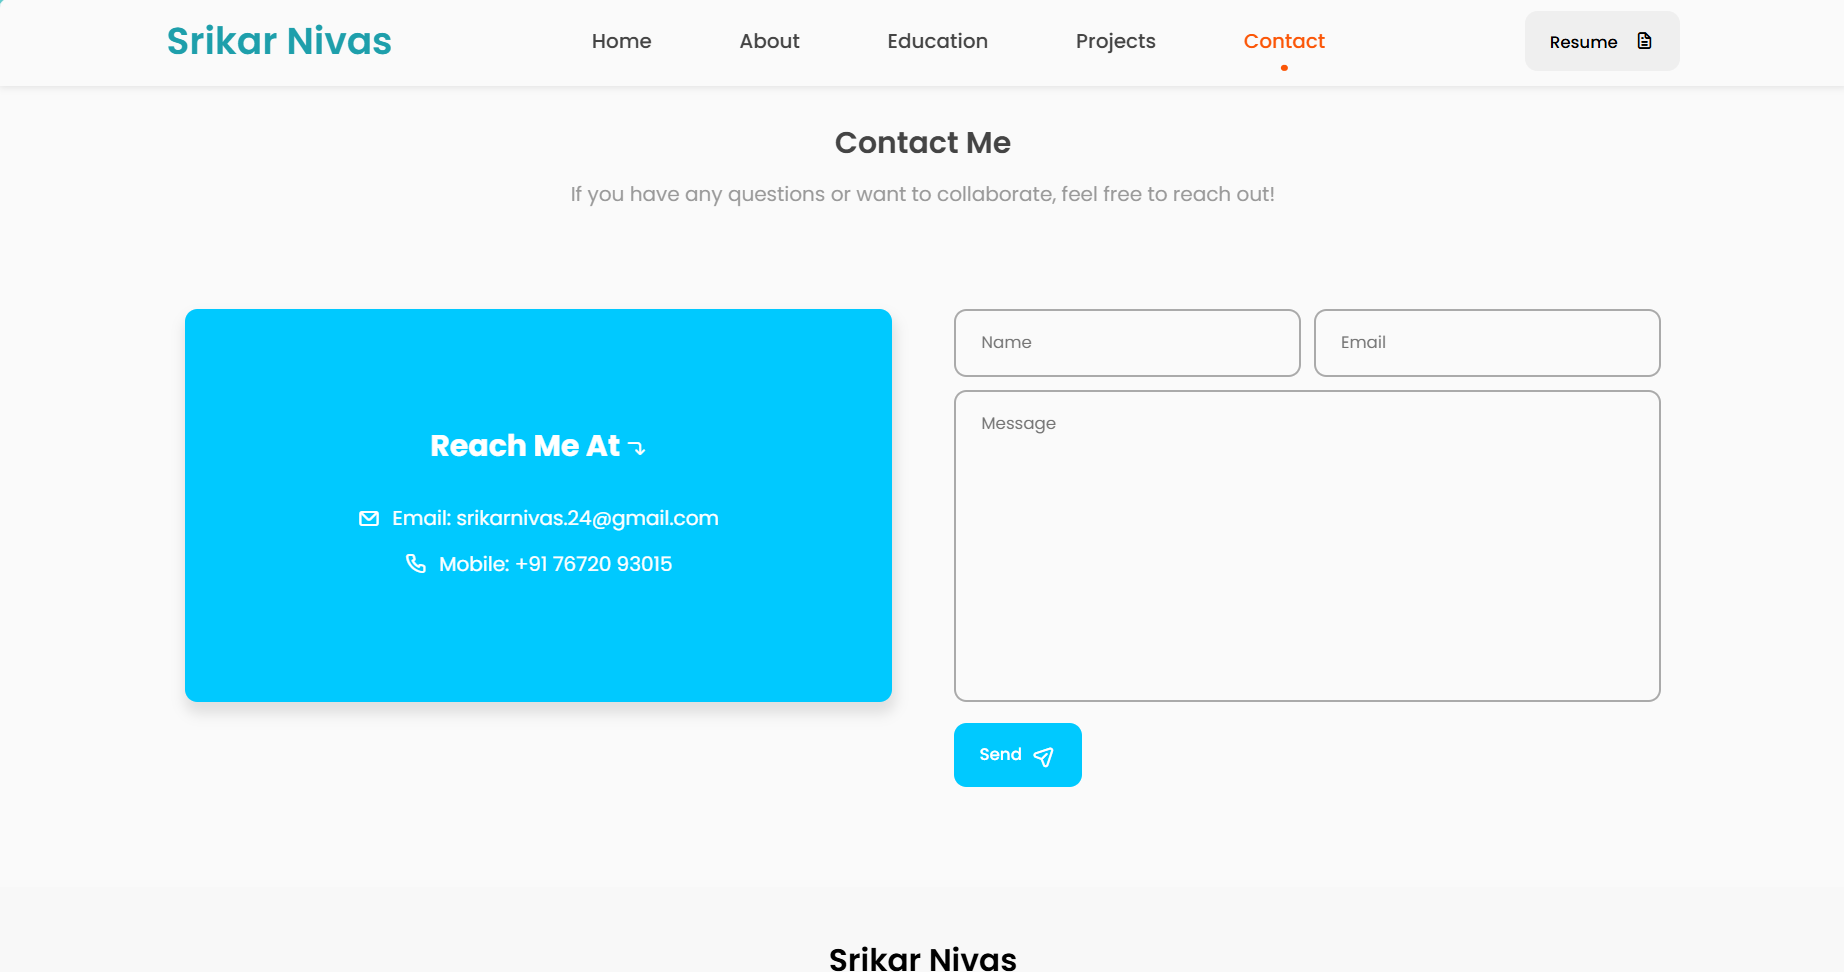 Srikar Nivas
Home
About
Education
Projects
Contact
Resume
Contact Me
If you have any questions or want to collaborate, feel free to reach out!
Reach Me At
Email: srikarnivas.24@gmail.com
Mobile: +91 76720 93015
Name
Email
Message
Send
Srikar Nivas